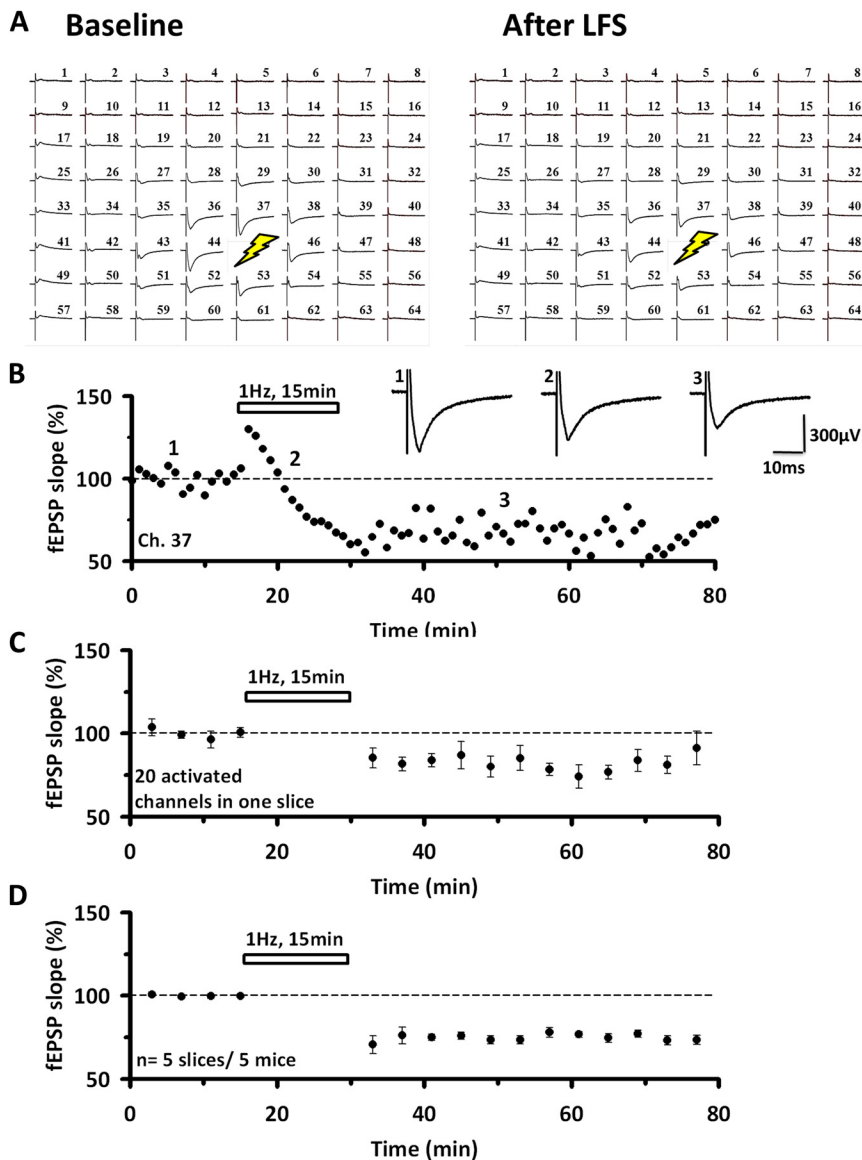 A Baseline After LFS
1 2 3 4 5 6 7 8 1 2 3 4 5 6 7 8
9 10 11 12 13 14 15 16 9 10 11 12 13 14 15 16
17 18 19 20 21 22 23 24 17 18 19 20 21 22 23 24
25 26 27 28 29 30 31 32 25 26 27 28 29 30 31 32
33 34 35 36 37 38 39 40 33 34 35 36 37 38 39 40
41 42 43 44 46 47 48 41 42 43 44 46 47 48
49 50 51 52 53 54 55 56 49 50 51 52 53 54 55 56
57 58 59 60 61 62 63 64 57 58 59 60 61 62 63 64
B
150
100
50
fEPSP slope (%)
1Hz, 15min
1 2 3
1 2 3
300µV
10ms
Ch. 37
0 20 40 60 80
Time (min)
C
150
100
50
fEPSP slope (%)
1Hz, 15min
20 activated
channels in one slice
0 20 40 60 80
Time (min)
D
150
100
50
fEPSP slope (%)
1Hz, 15min
n= 5 slices/ 5 mice
0 20 40 60 80
Time (min)